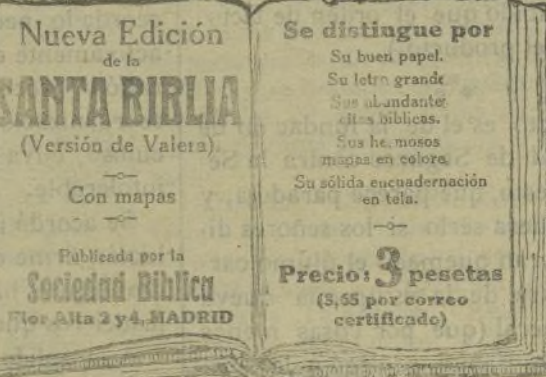 Nueva Edición
de la
SANTA BIBLIA
(Versión de Valera)
—o—
Con mapas
—o—
Publicada por la
Sociedad Bíblica
Flor Alta 2 y 4, MADRID
Se distingue por
Su buen papel.
Su letra grande
Sus abundantes
citas bíblicas.
Sus hermosos
mapas en colore.
Su sólida encuadernación
en tela.
—o—
Precio: 3 pesetas
(3,55 por correo
certificado)